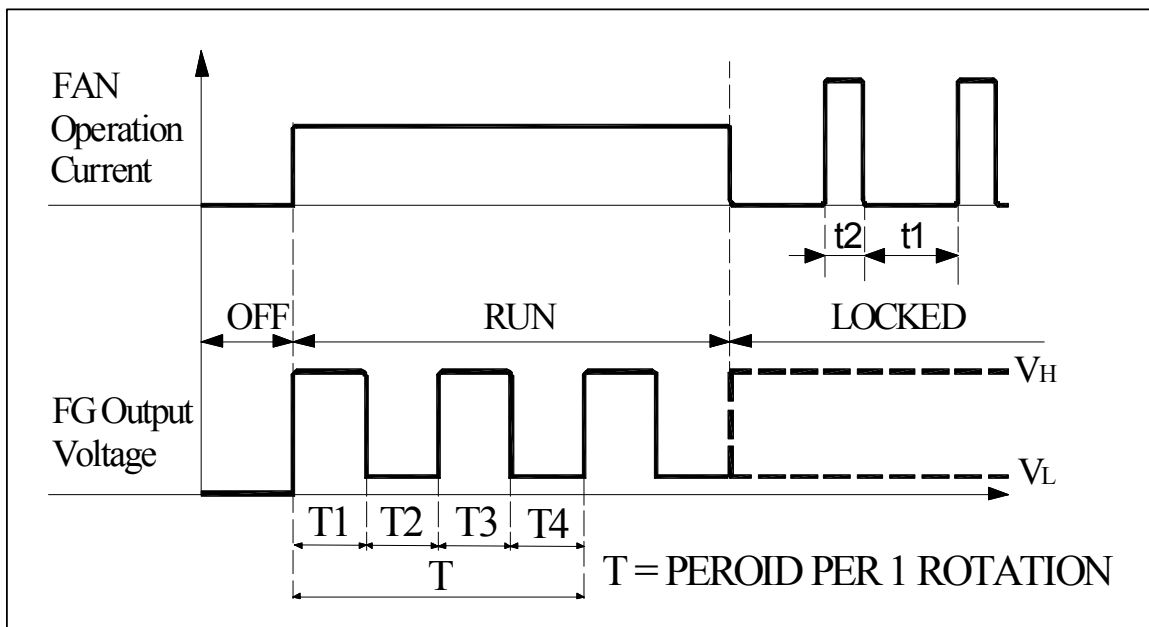 FAN
Operation
Current
t2
t1
OFF
RUN
LOCKED
VH
FG Output
Voltage
VL
T1
T2
T3
T4
T
T = PEROID PER 1 ROTATION